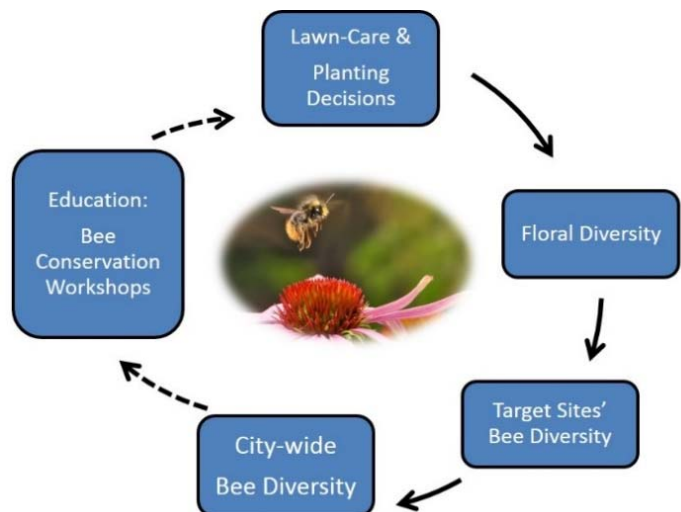 Lawn-Care &
Planting
Decisions
Floral Diversity
Target Sites'
Bee Diversity
City-wide
Bee Diversity
Education:
Bee
Conservation
Workshops